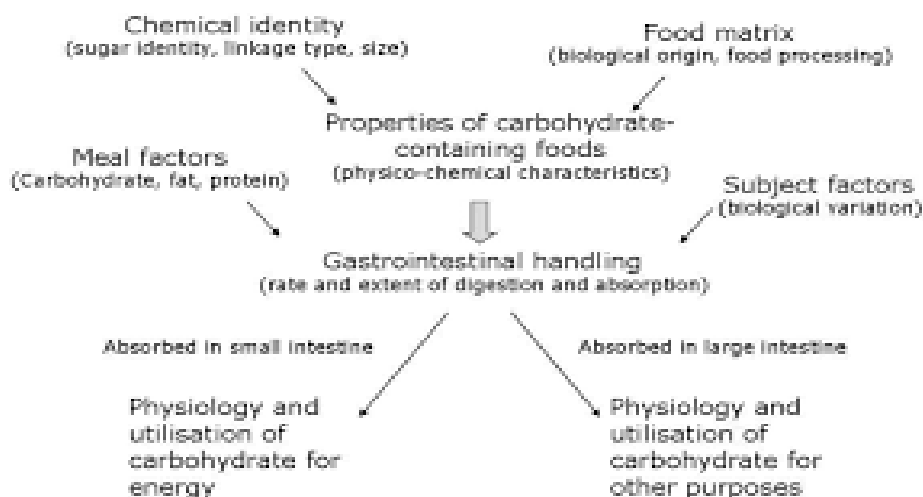 Chemical identity
(sugar identity, linkage type, size)
Food matrix
(biological origin, food processing)
Properties of carbohydrate-
containing foods
(physico-chemical characteristics)
Meal factors
(Carbohydrate, fat, protein)
Subject factors
(biological variation)
Gastrointestinal handling
(rate and extent of digestion and absorption)
Absorbed in small intestine
Absorbed in large intestine
Physiology and
utilisation of
carbohydrate for
energy
Physiology and
utilisation of
carbohydrate for
other purposes